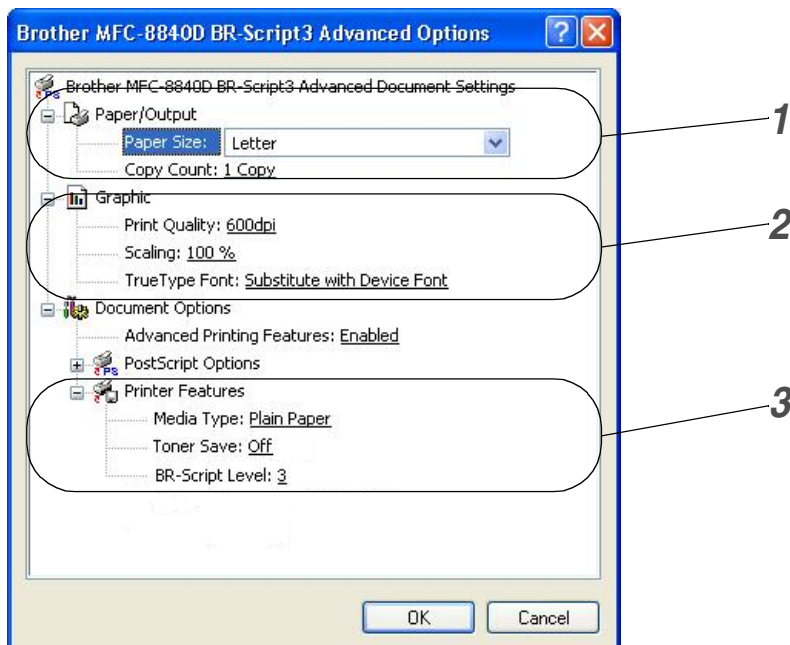 Brother MFC-8840D BR-Script3 Advanced Options
Brother MFC-8840D BR-Script3 Advanced Document Settings
Paper/Output
Paper Size: Letter
Copy Count: 1 Copy
1
Graphic
Print Quality: 600dpi
Scaling: 100 %
TrueType Font: Substitute with Device Font
2
Document Options
Advanced Printing Features: Enabled
PostScript Options
Printer Features
Media Type: Plain Paper
Toner Save: Off
BR-Script Level: 3
3
OK Cancel